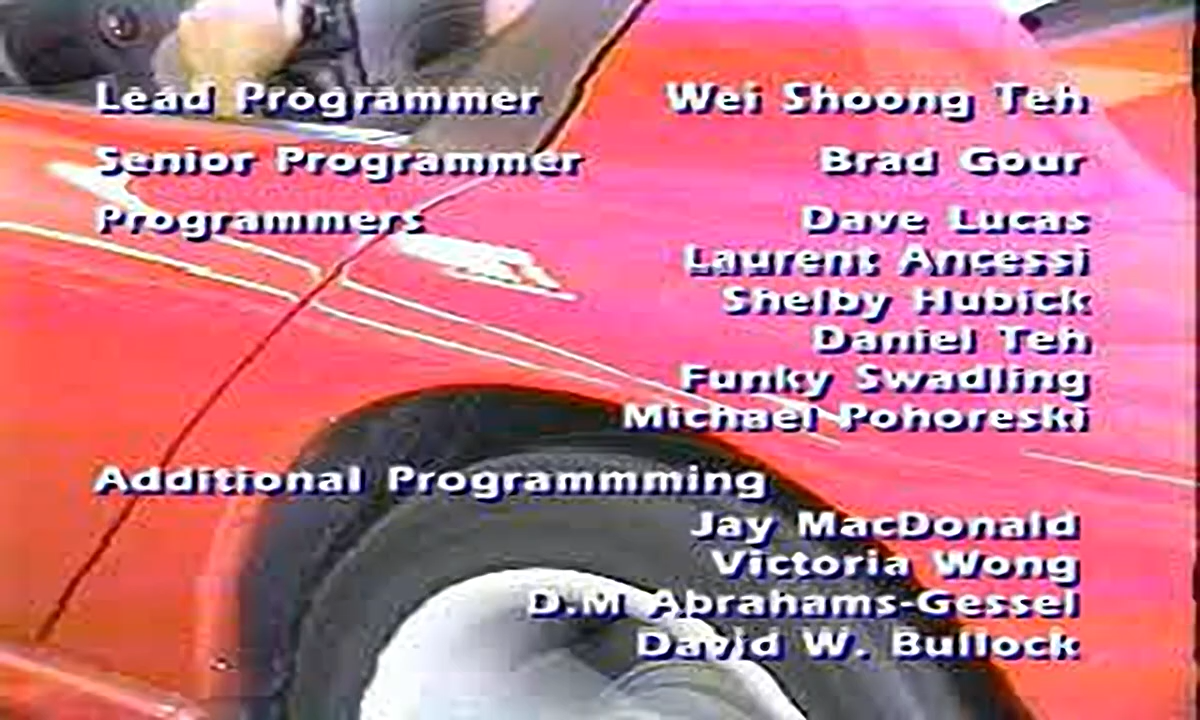 Lead Programmer Wei Shoong Teh
Senior Programmer Brad Gour
Programmers Dave Lucas
Laurent Ancessi
Shelby Hubick
Daniel Teh
Funky Swadling
Michael Pohoreski
Additional Programmming
Jay MacDonald
Victoria Wong
D.M Abrahams-Gessel
David W. Bullock